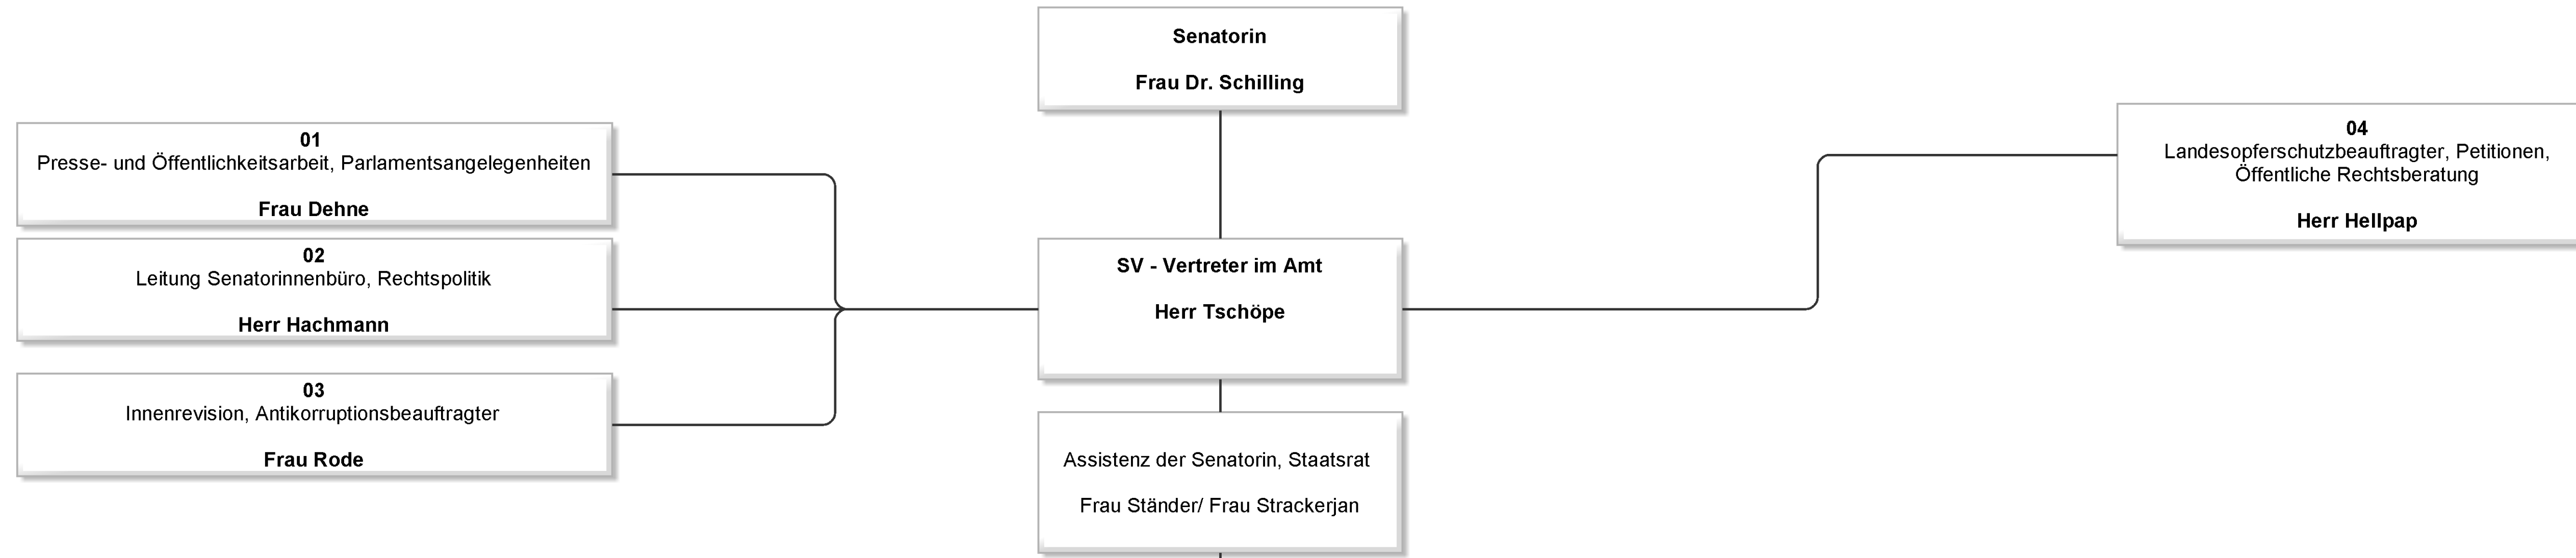 Senatorin
Frau Dr. Schilling
01
Presse- und Öffentlichkeitsarbeit, Parlamentsangelegenheiten
Frau Dehne
02
Leitung Senatorinnenbüro, Rechtspolitik
Herr Hachmann
03
Innenrevision, Antikorruptionsbeauftragter
Frau Rode
SV - Vertreter im Amt
Herr Tschöpe
Assistenz der Senatorin, Staatsrat
Frau Ständer/ Frau Strackerjan
04
Landesopferschutzbeauftragter, Petitionen,
Öffentliche Rechtsberatung
Herr Hellpap